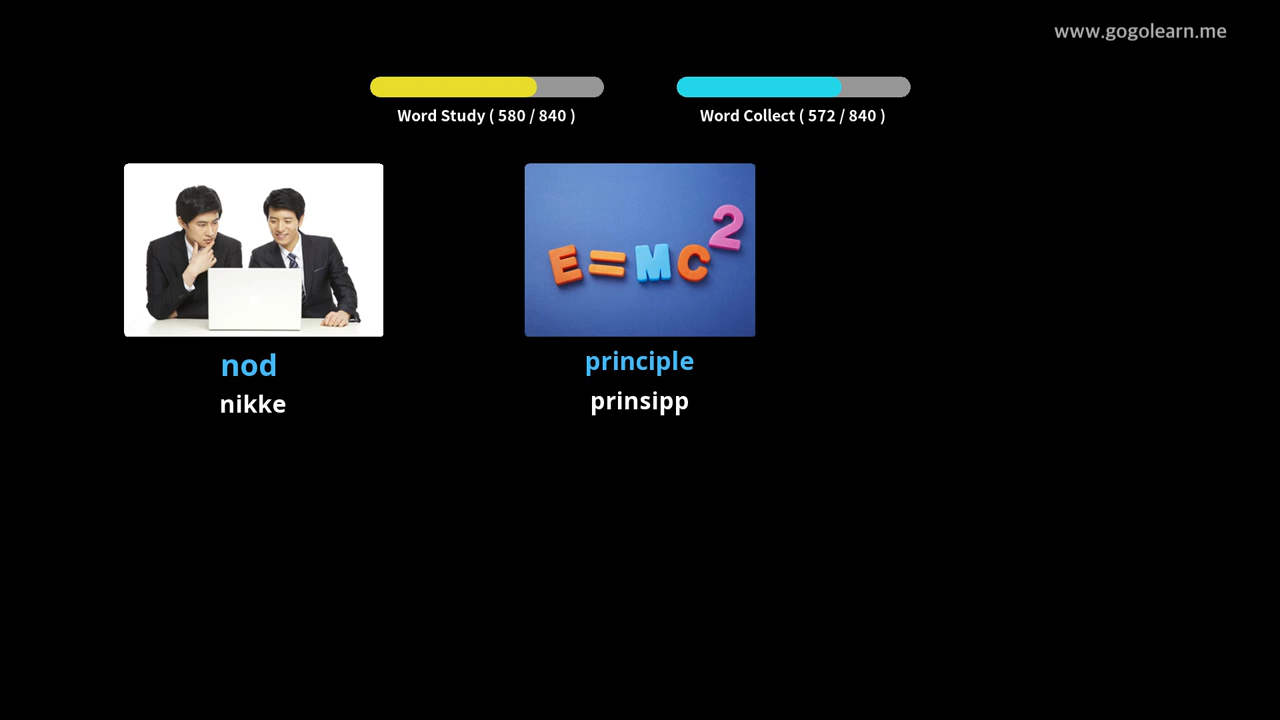 www.gogolearn.me
Word Study ( 580 / 840 )
Word Collect ( 572 / 840 )
E=MC2
nod
nikke
principle
prinsipp